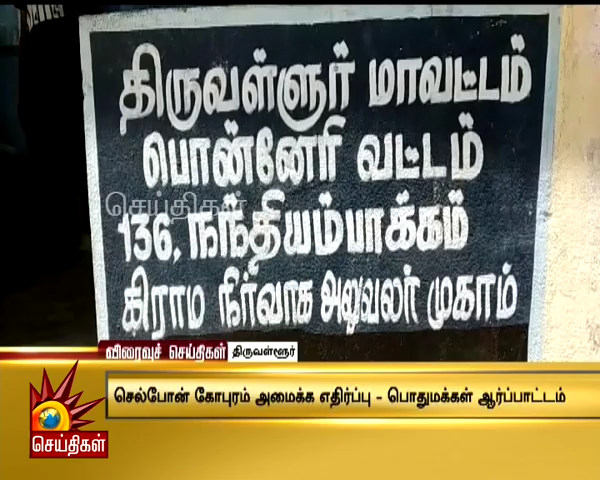 திருவள்ளுர் மாவட்டம்
பொன்னேரி வட்டம்
செய்திகள்
136, நந்தியம்பாக்கம்
கிராம நிர்வாக அலுவலர் முகாம்
விரைவுச் செய்திகள் திருவள்ளூர்
செல்போன் கோபுரம் அமைக்க எதிர்ப்பு - பொதுமக்கள் ஆர்ப்பாட்டம்
செய்திகள்